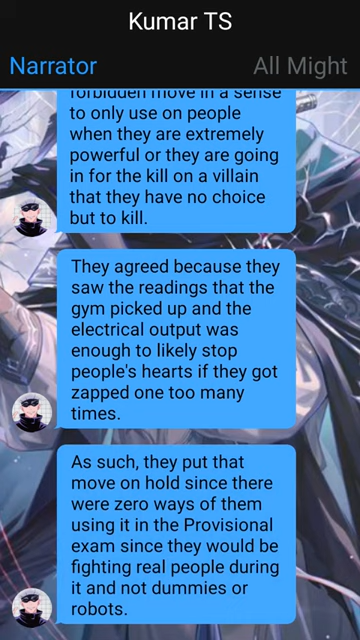 Kumar TS
Narrator
All Might
forbidden move in a sense
to only use on people
when they are extremely
powerful or they are going
in for the kill on a villain
that they have no choice
but to kill.
They agreed because they
saw the readings that the
gym picked up and the
electrical output was
enough to likely stop
people's hearts if they got
zapped one too many
times.
As such, they put that
move on hold since there
were zero ways of them
using it in the Provisional
exam since they would be
fighting real people during
it and not dummies or
robots.